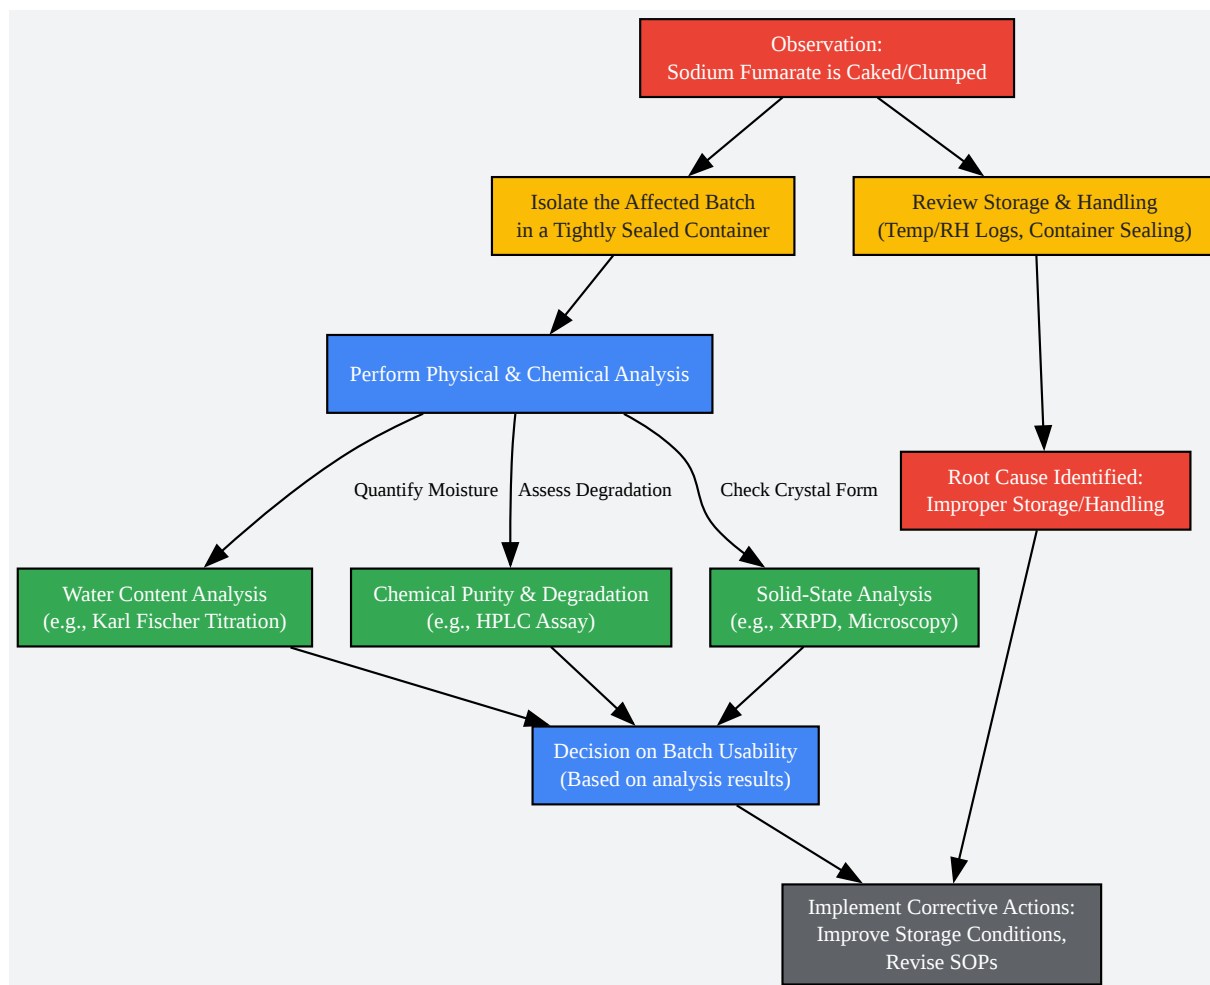 Observation:
Sodium Fumarate is Caked/Clumped
Isolate the Affected Batch
in a Tightly Sealed Container
Review Storage & Handling
(Temp/RH Logs, Container Sealing)
Perform Physical & Chemical Analysis
Quantify Moisture
Assess Degradation
Check Crystal Form
Root Cause Identified:
Improper Storage/Handling
Water Content Analysis
(e.g., Karl Fischer Titration)
Chemical Purity & Degradation
(e.g., HPLC Assay)
Solid-State Analysis
(e.g., XRPD, Microscopy)
Decision on Batch Usability
(Based on analysis results)
Implement Corrective Actions:
Improve Storage Conditions,
Revise SOPs